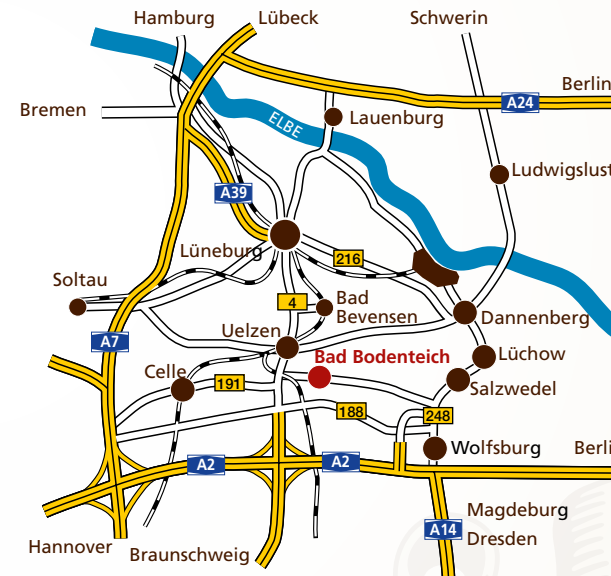 Hamburg
Lübeck
Schwerin
Berlin
A24
Bremen
ELBE
Lauenburg
Ludwigslust
A39
Lüneburg
216
Soltau
4
Bad
Bevensen
Dannenberg
A7
Uelzen
Bad Bodenteich
Lüchow
Celle
191
Salzwedel
188
248
Wolfsburg
Berli
A2
A2
Magdeburg
A14
Dresden
Hannover
Braunschweig